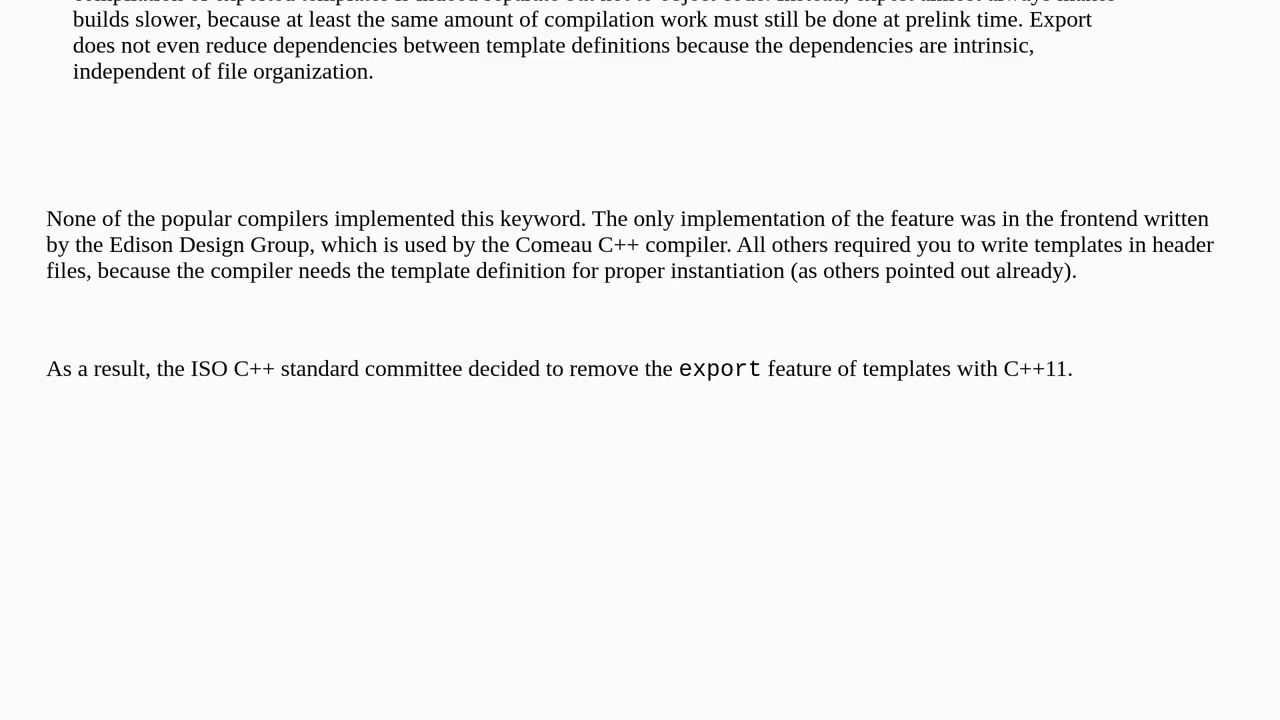 builds slower, because at least the same amount of compilation work must still be done at prelink time. Export
does not even reduce dependencies between template definitions because the dependencies are intrinsic,
independent of file organization.
None of the popular compilers implemented this keyword. The only implementation of the feature was in the frontend written
by the Edison Design Group, which is used by the Comeau C++ compiler. All others required you to write templates in header
files, because the compiler needs the template definition for proper instantiation (as others pointed out already).
As a result, the ISO C++ standard committee decided to remove the export feature of templates with C++11.